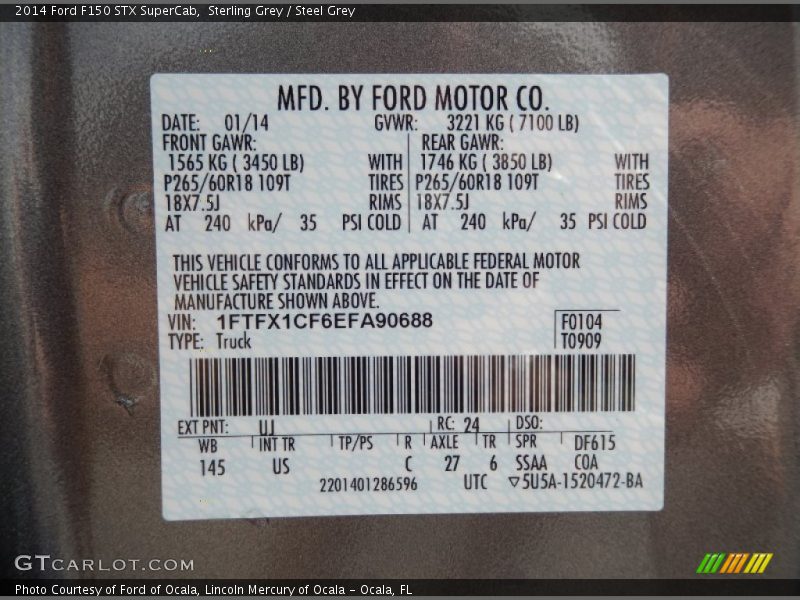 2014 Ford F150 STX SuperCab,  Sterling Grey / Steel Grey
MFD. BY FORD MOTOR CO.
DATE: 01/14 GVWR: 3221 KG ( 7100 LB)
FRONT GAWR: REAR GAWR:
1565 KG ( 3450 LB) WITH 1746 KG ( 3850 LB) WITH
P265/60R18 109T TIRES P265/60R18 109T TIRES
18X7.5J RIMS 18X7.5J RIMS
AT 240 kPa/ 35 PSI COLD AT 240 kPa/ 35 PSI COLD
THIS VEHICLE CONFORMS TO ALL APPLICABLE FEDERAL MOTOR
VEHICLE SAFETY STANDARDS IN EFFECT ON THE DATE OF
MANUFACTURE SHOWN ABOVE.
VIN: 1FTFX1CF6EFA90688 F0104
TYPE: Truck T0909
EXT PNT: UJ RC: 24 DSO:
WB INT TR TP/PS R AXLE TR SPR DF615
145 US C 27 6 SSAA COA
2201401286596 UTC ▽5U5A-1520472-BA
GTCARLOT.COM
Photo Courtesy of Ford of Ocala, Lincoln Mercury of Ocala – Ocala, FL